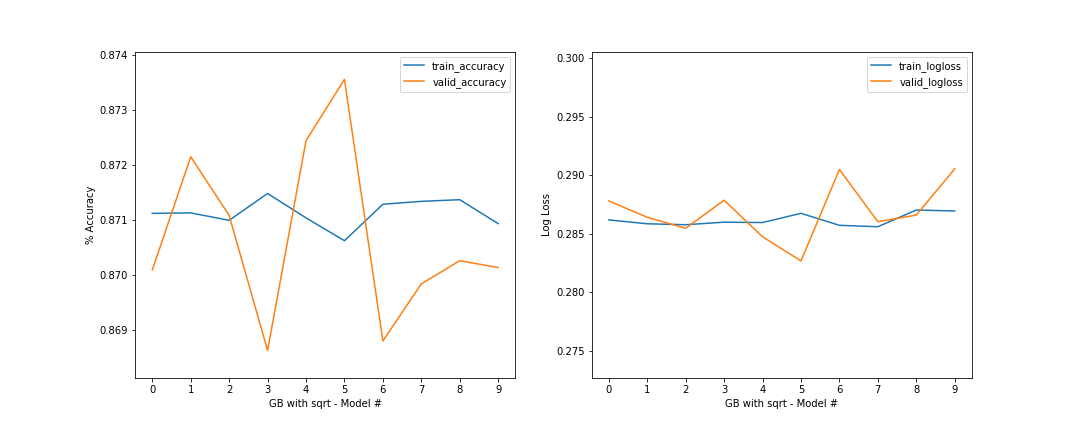 0.874
0.873
0.872
0.871
0.870
0.869
% Accuracy
train_accuracy
valid_accuracy
0 1 2 3 4 5 6 7 8 9
GB with sqrt - Model #
0.300
0.295
0.290
0.285
0.280
0.275
Log Loss
train_logloss
valid_logloss
0 1 2 3 4 5 6 7 8 9
GB with sqrt - Model #